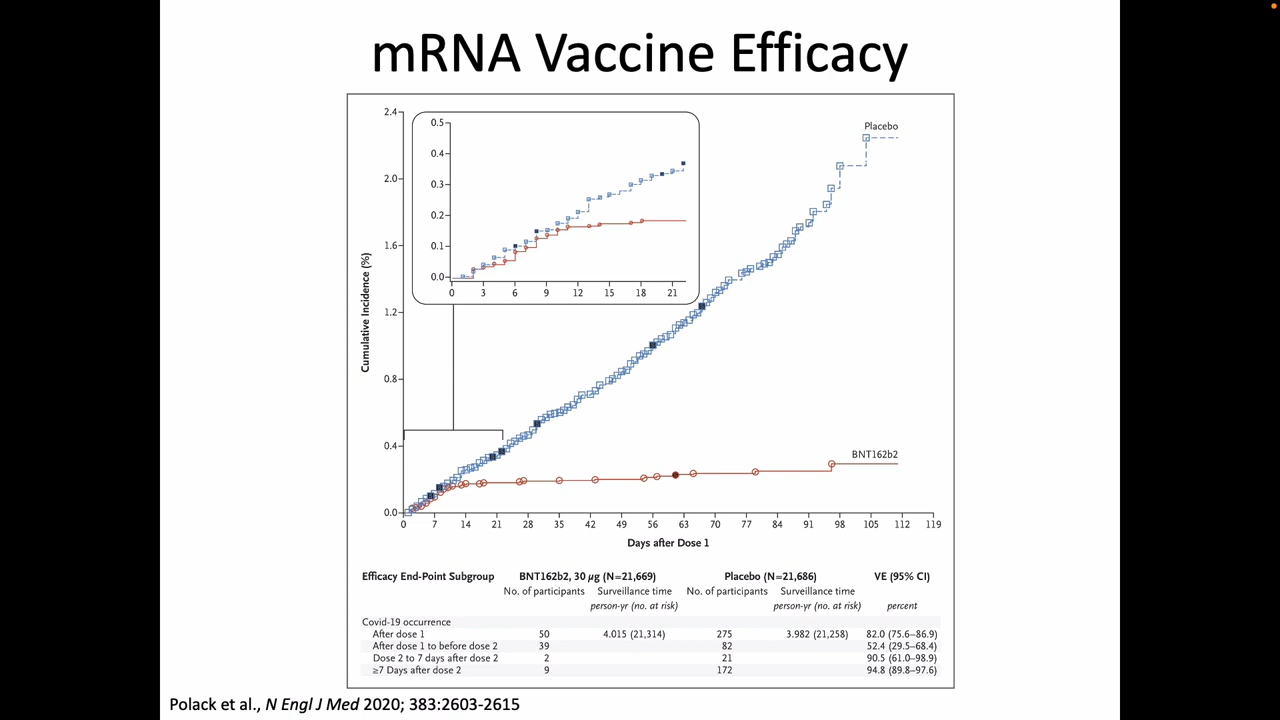 mRNA Vaccine Efficacy
2.4
2.0
1.6
1.2
0.8
0.4
0.0
Cumulative Incidence (%)
0.5
0.4
0.3
0.2
0.1
0.0
0 3 6 9 12 15 18 21
Placebo
BNT162b2
0 7 14 21 28 35 42 49 56 63 70 77 84 91 98 105 112 119
Days after Dose 1
Efficacy End-Point Subgroup BNT162b2, 30 μg (N=21,669) Placebo (N=21,686) VE (95% CI)
No. of participants Surveillance time No. of participants Surveillance time
person-yr (no. at risk) person-yr (no. at risk) percent
Covid-19 occurrence
After dose 1 50 4.015 (21,314) 275 3.982 (21,258) 82.0 (75.6–86.9)
After dose 1 to before dose 2 39 82 52.4 (29.5–68.4)
Dose 2 to 7 days after dose 2 2 21 90.5 (61.0–98.9)
≥7 Days after dose 2 9 172 94.8 (89.8–97.6)
Polack et al., N Engl J Med 2020; 383:2603-2615